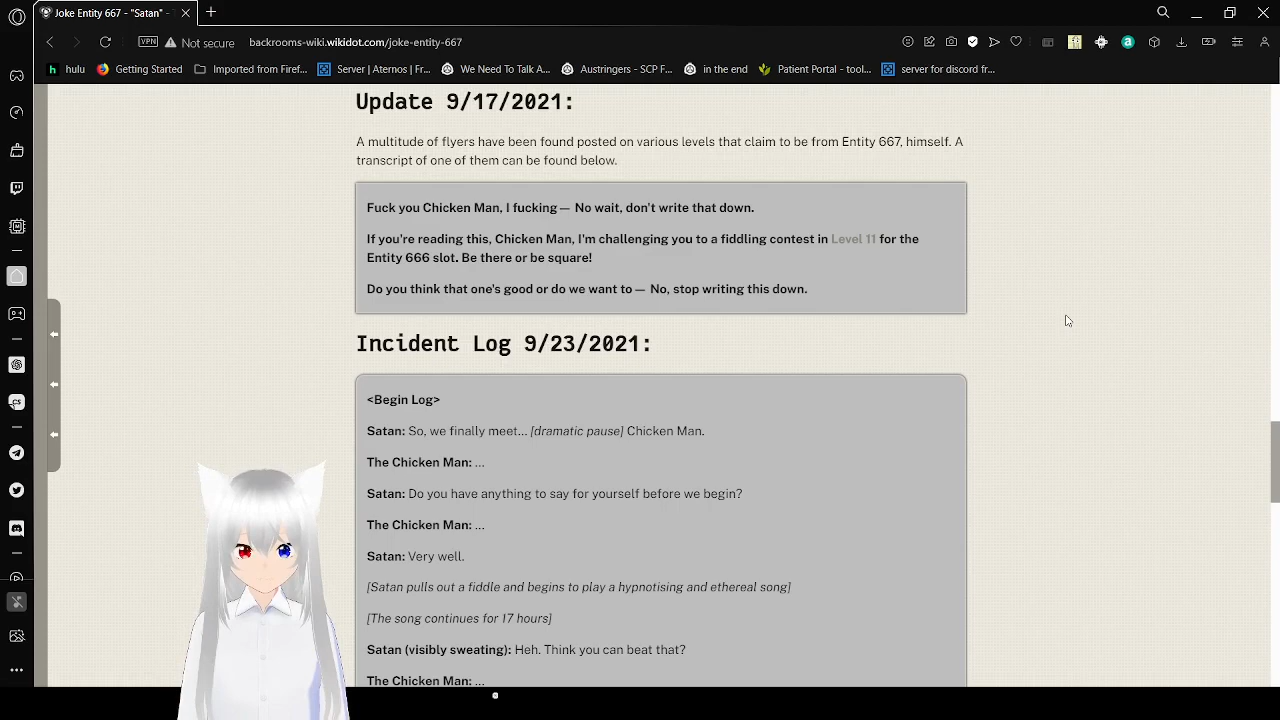 Joke Entity 667 - "Satan" -
VPN Not secure backrooms-wiki.wikidot.com/joke-entity-667
hulu Getting Started Imported from Firef... Server | Aternos | Fr... We Need To Talk A... Austringers - SCP F... in the end Patient Portal - tool... server for discord fr...
Update 9/17/2021:
A multitude of flyers have been found posted on various levels that claim to be from Entity 667, himself. A
transcript of one of them can be found below.
Fuck you Chicken Man, I fucking— No wait, don't write that down.
If you're reading this, Chicken Man, I'm challenging you to a fiddling contest in Level 11 for the
Entity 666 slot. Be there or be square!
Do you think that one's good or do we want to— No, stop writing this down.
Incident Log 9/23/2021:
<Begin Log>
Satan: So, we finally meet... [dramatic pause] Chicken Man.
The Chicken Man: ...
Satan: Do you have anything to say for yourself before we begin?
The Chicken Man: ...
Satan: Very well.
[Satan pulls out a fiddle and begins to play a hypnotising and ethereal song]
[The song continues for 17 hours]
Satan (visibly sweating): Heh. Think you can beat that?
The Chicken Man: ...